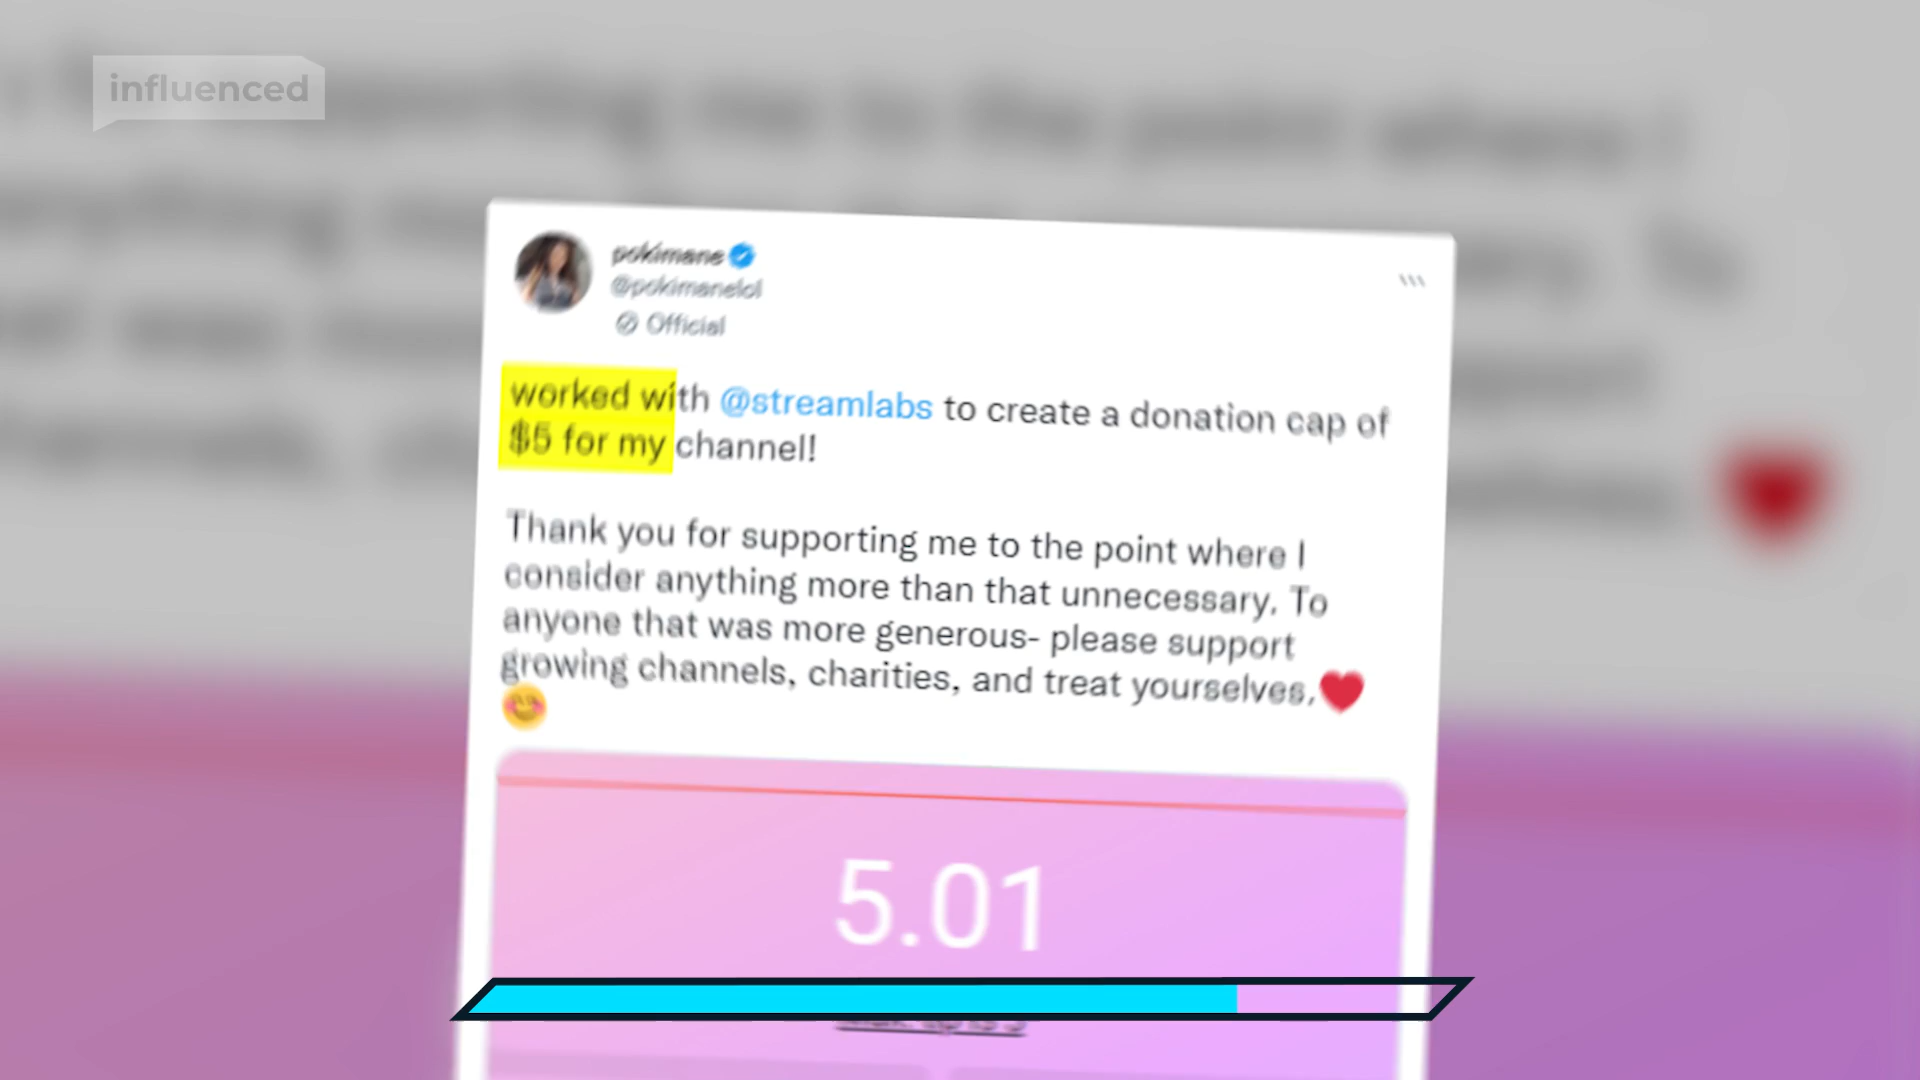 influenced
pokimane
@pokimanelol
Official
worked with @streamlabs to create a donation cap of
$5 for my channel!
Thank you for supporting me to the point where I
consider anything more than that unnecessary. To
anyone that was more generous- please support
growing channels, charities, and treat yourselves.
5.01